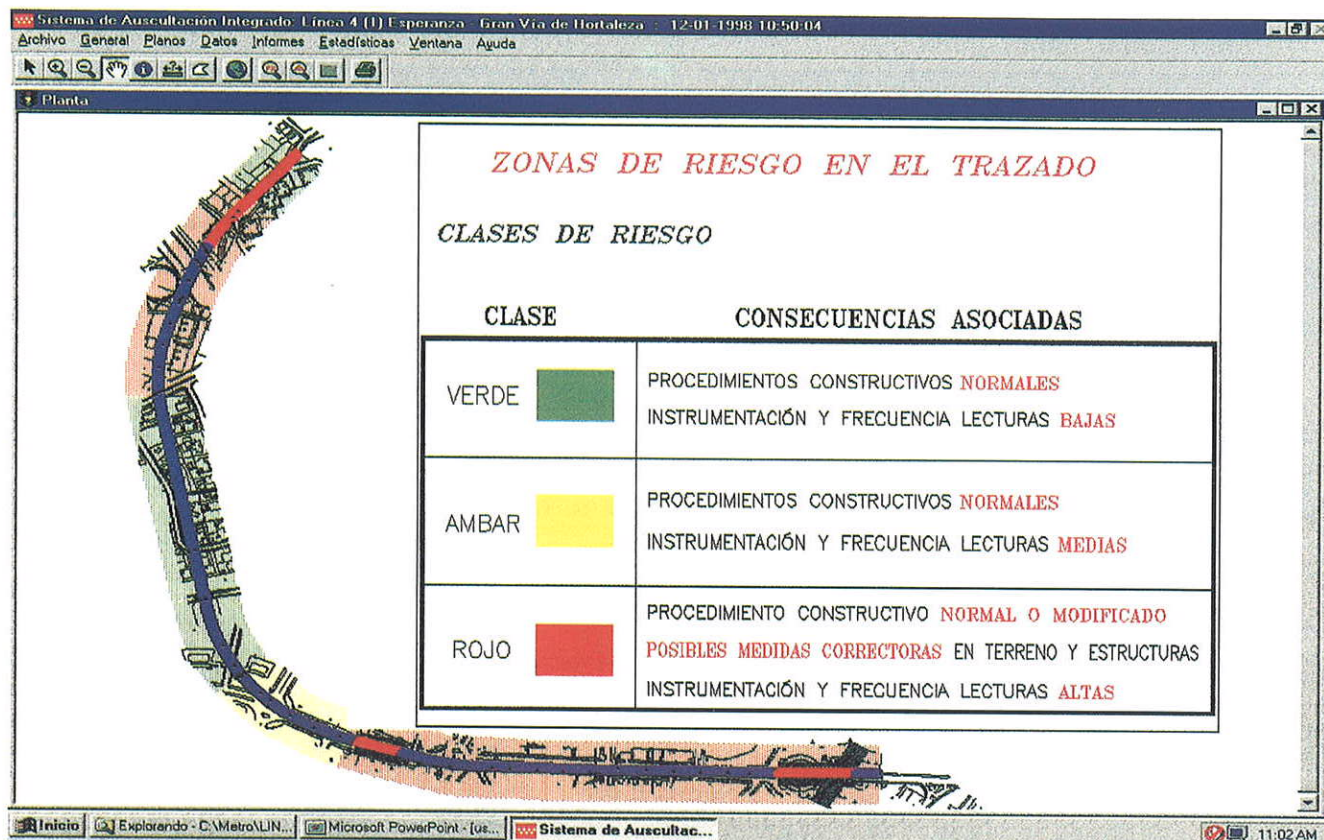 Sistema de Auscultación Integrado: Línea 4 (1) Esperanza - Gran Vía de Hortaleza : 12-01-1998 10:50:04
Archivo General Planos Datos Informes Estadísticas Ventana Ayuda
Planta
ZONAS DE RIESGO EN EL TRAZADO
CLASES DE RIESGO
CLASE CONSECUENCIAS ASOCIADAS
VERDE
PROCEDIMIENTOS CONSTRUCTIVOS NORMALES
INSTRUMENTACIÓN Y FRECUENCIA LECTURAS BAJAS
AMBAR
PROCEDIMIENTOS CONSTRUCTIVOS NORMALES
INSTRUMENTACIÓN Y FRECUENCIA LECTURAS MEDIAS
ROJO
PROCEDIMIENTO CONSTRUCTIVO NORMAL O MODIFICADO
POSIBLES MEDIDAS CORRECTORAS EN TERRENO Y ESTRUCTURAS
INSTRUMENTACIÓN Y FRECUENCIA LECTURAS ALTAS
Inicio Explorando - C:\Metro\LIN... Microsoft PowerPoint - [us... Sistema de Auscultac... 11:02 AM